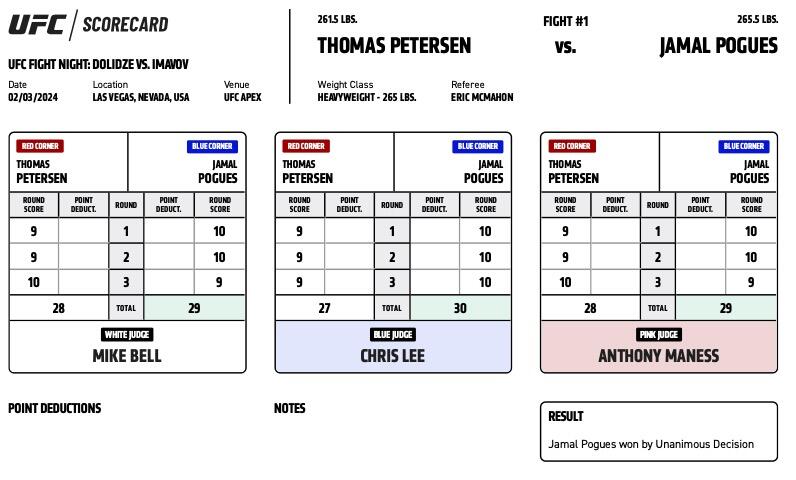 UFC SCORECARD
UFC FIGHT NIGHT: DOLIDZE VS. IMAVOV
Date Location Venue
02/03/2024 LAS VEGAS, NEVADA, USA UFC APEX
261.5 LBS. FIGHT #1 265.5 LBS.
THOMAS PETERSEN VS. JAMAL POGUES
Weight Class Referee
HEAVYWEIGHT - 265 LBS. ERIC MCMAHON
RED CORNER BLUE CORNER
THOMAS JAMAL
PETERSEN POGUES
ROUND POINT ROUND POINT ROUND
SCORE DEDUCT. DEDUCT. SCORE
9 1 10
9 2 10
10 3 9
28 TOTAL 29
WHITE JUDGE
MIKE BELL
RED CORNER BLUE CORNER
THOMAS JAMAL
PETERSEN POGUES
ROUND POINT ROUND POINT ROUND
SCORE DEDUCT. DEDUCT. SCORE
9 1 10
9 2 10
9 3 10
27 TOTAL 30
BLUE JUDGE
CHRIS LEE
RED CORNER BLUE CORNER
THOMAS JAMAL
PETERSEN POGUES
ROUND POINT ROUND POINT ROUND
SCORE DEDUCT. DEDUCT. SCORE
9 1 10
9 2 10
10 3 9
28 TOTAL 29
PINK JUDGE
ANTHONY MANESS
POINT DEDUCTIONS
NOTES
RESULT
Jamal Pogues won by Unanimous Decision